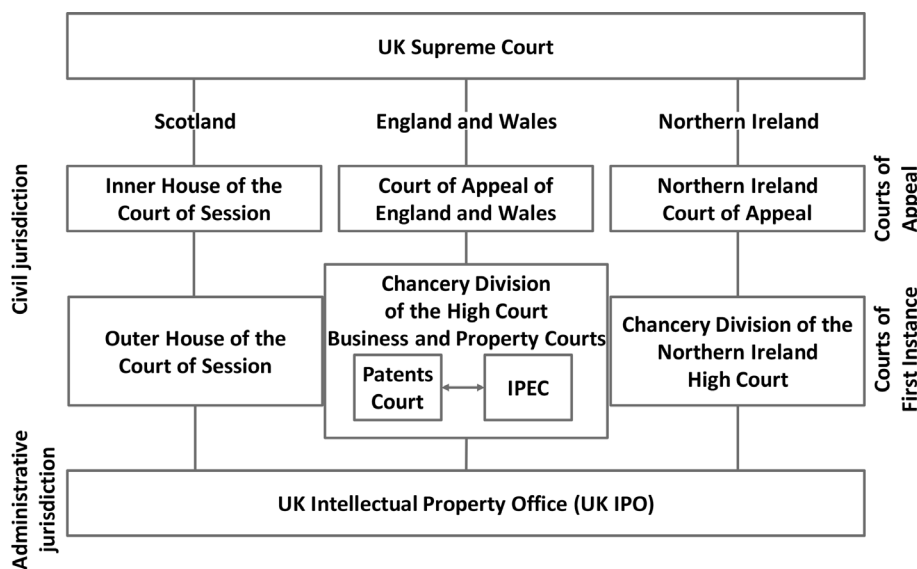 UK Supreme Court
Scotland
England and Wales
Northern Ireland
Civil jurisdiction
Inner House of the
Court of Session
Court of Appeal of
England and Wales
Northern Ireland
Court of Appeal
Courts of
Appeal
Outer House of the
Court of Session
Chancery Division
of the High Court
Business and Property Courts
Patents
Court
IPEC
Chancery Division of the
Northern Ireland
High Court
Courts of
First Instance
Administrative
jurisdiction
UK Intellectual Property Office (UK IPO)